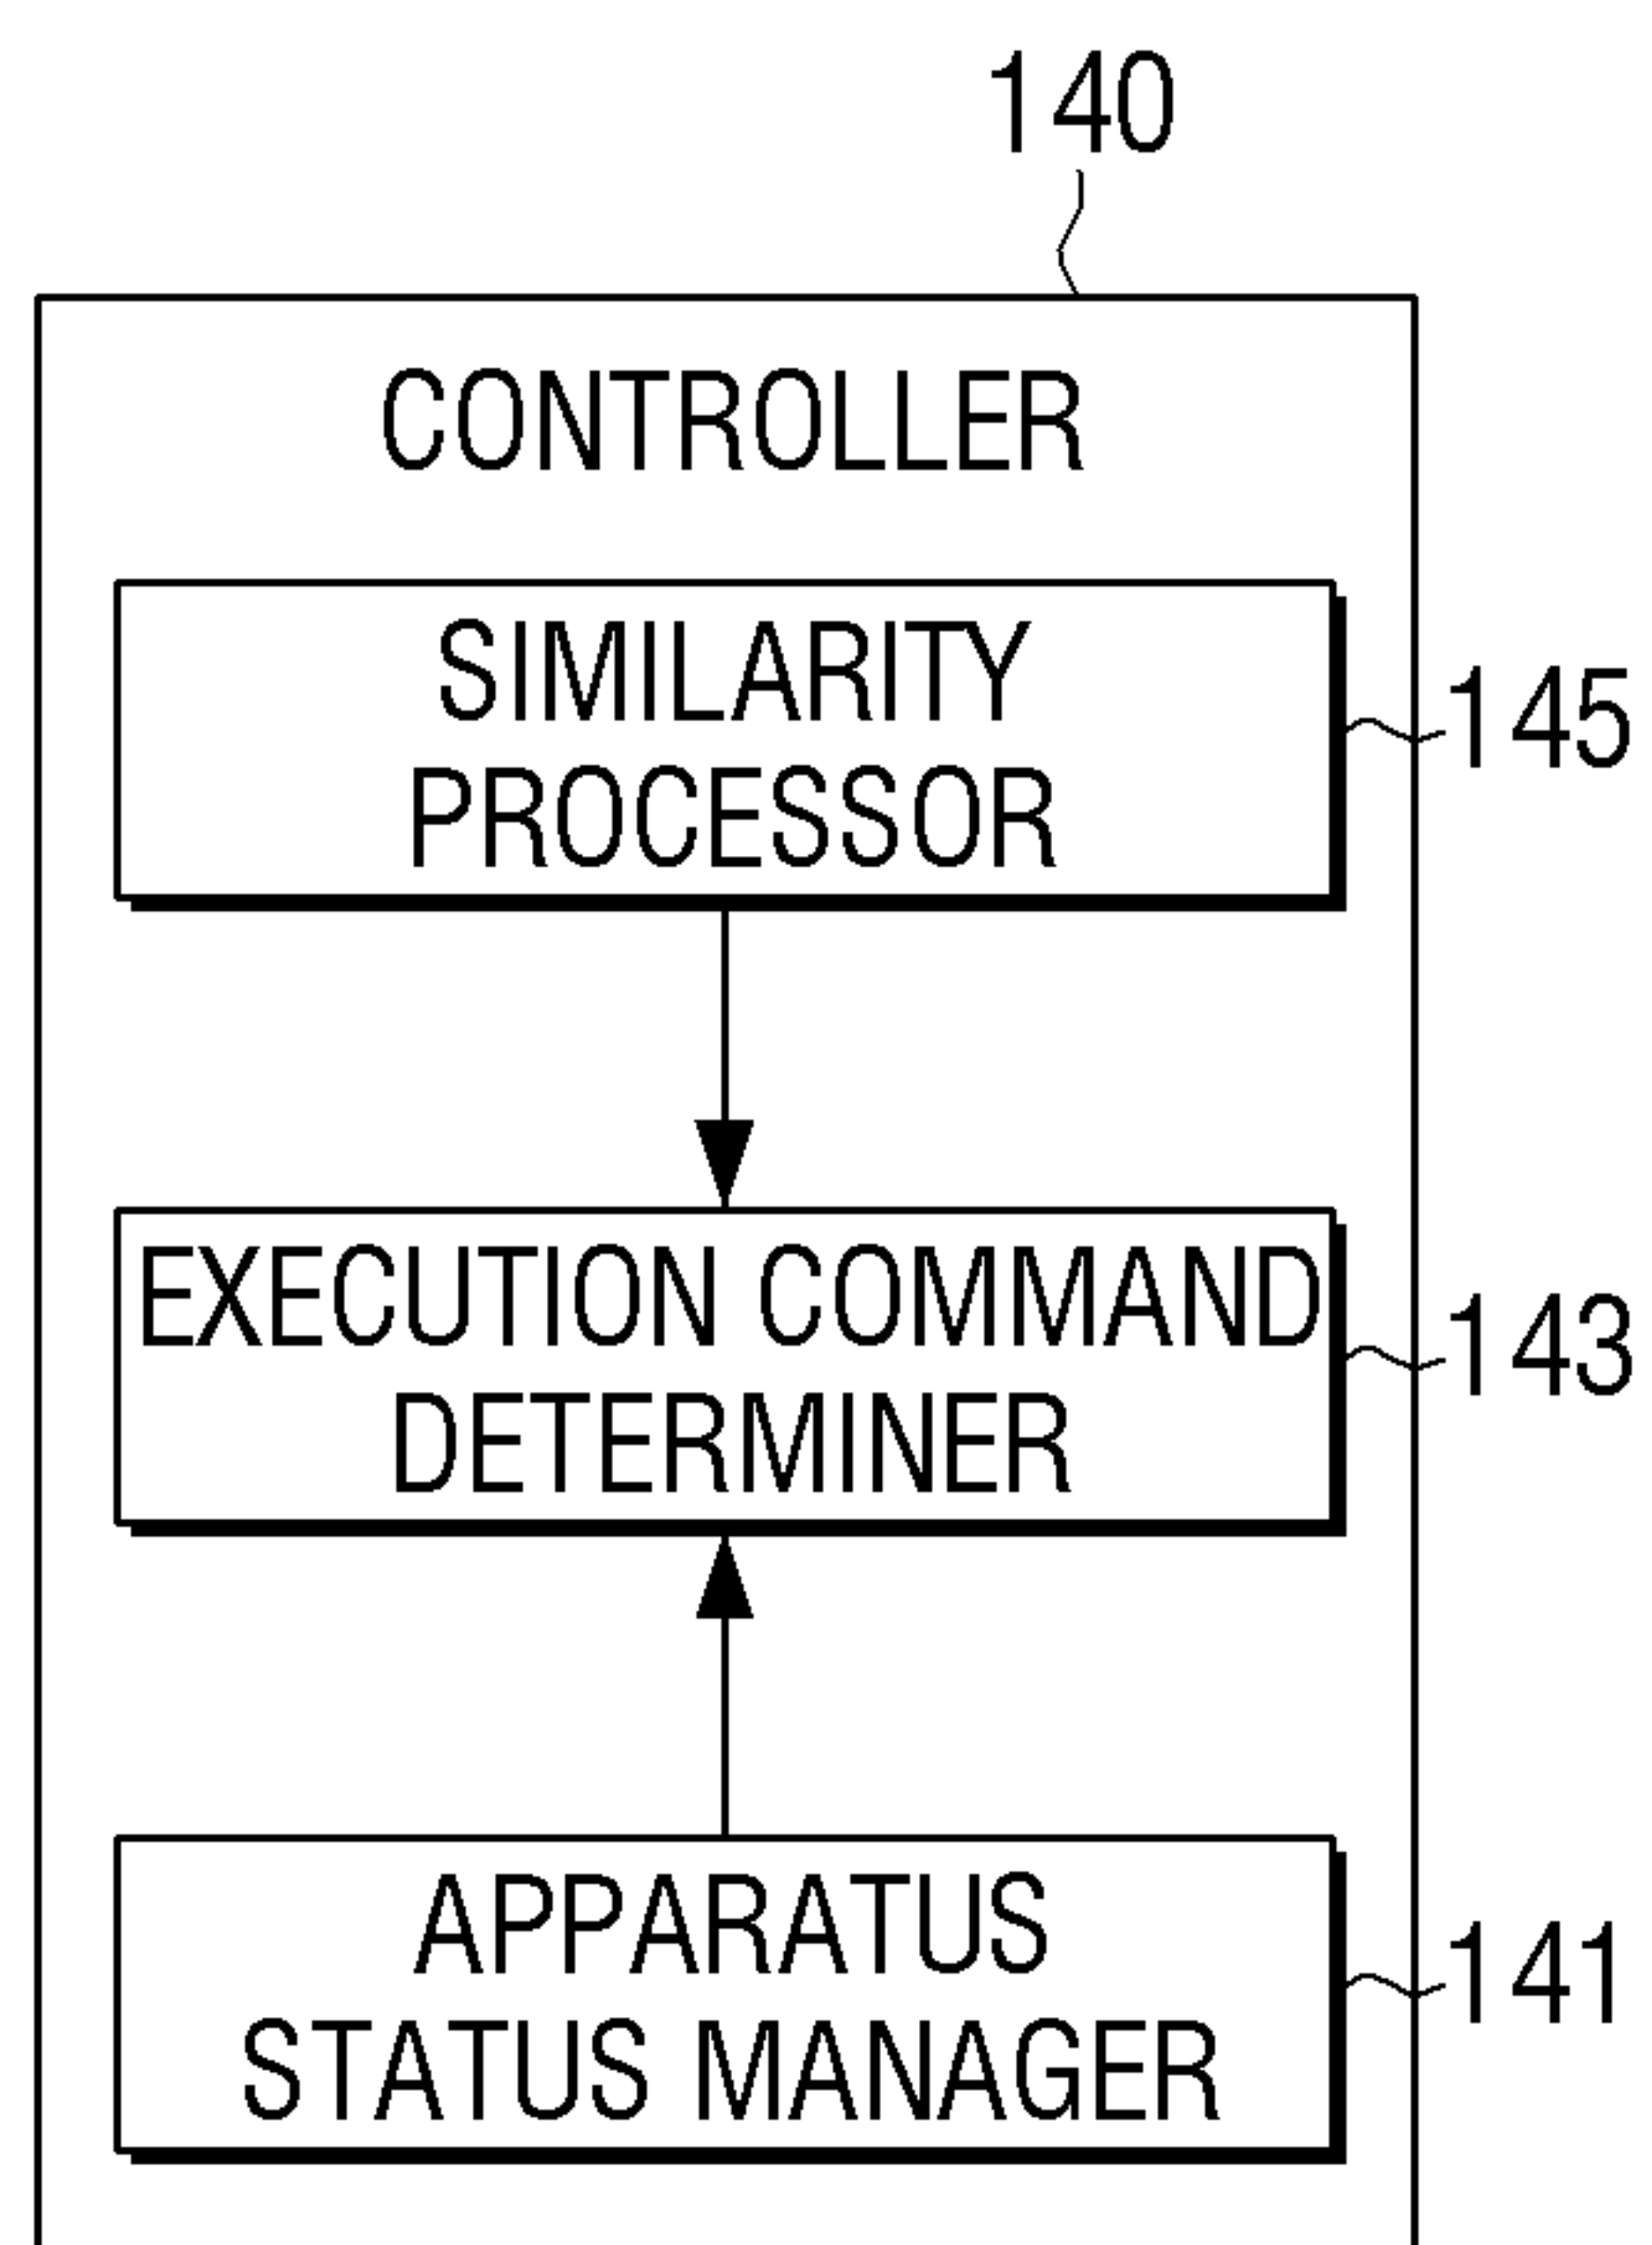 140
CONTROLLER
SIMILARITY
PROCESSOR
145
EXECUTION COMMAND
DETERMINER
143
APPARATUS
STATUS MANAGER
141